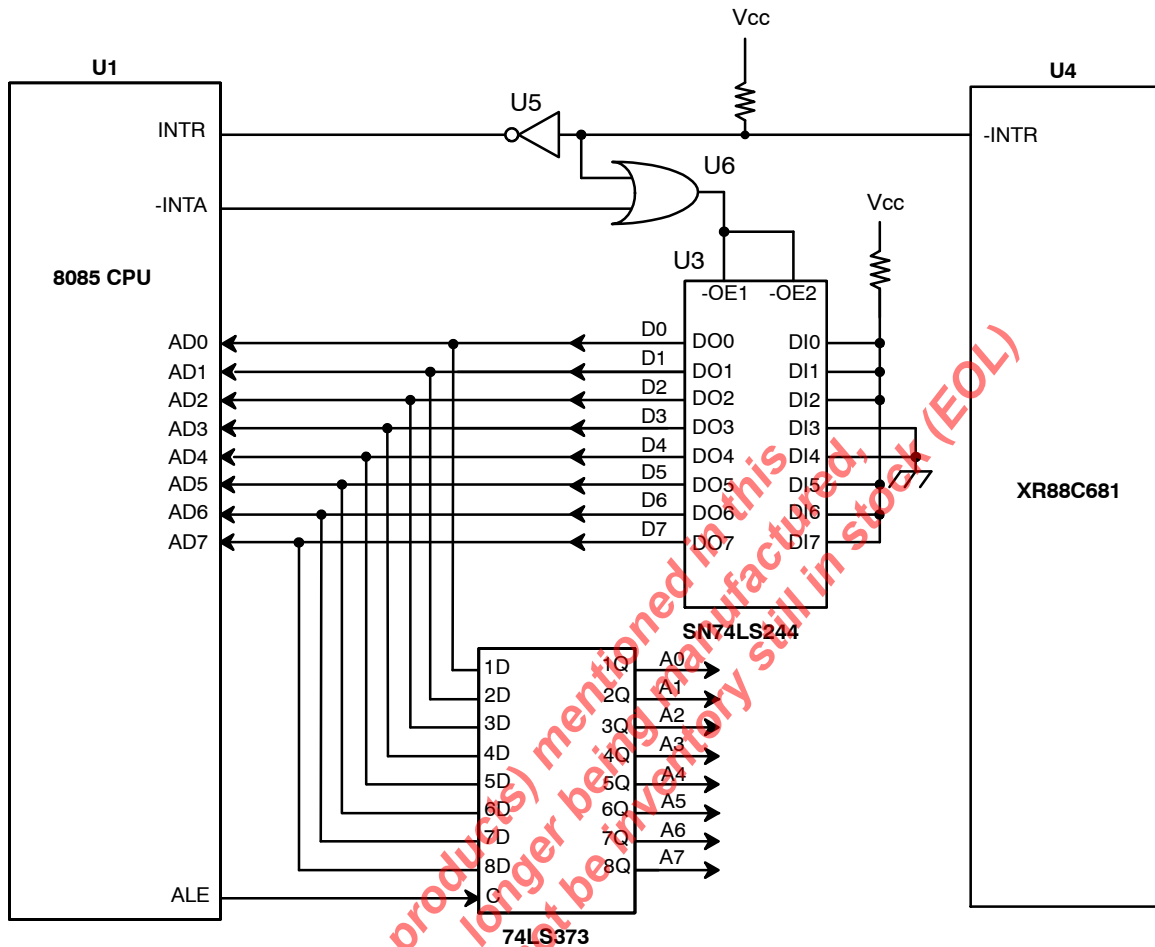 Vcc
U1
U4
U5
INTR
-INTR
U6
-INTA
Vcc
U3
8085 CPU
-OE1 -OE2
AD0 D0 DO0 DI0
AD1 D1 DO1 DI1
AD2 D2 DO2 DI2
AD3 D3 DO3 DI3
AD4 D4 DO4 DI4
AD5 D5 DO5 DI5
AD6 D6 DO6 DI6
AD7 D7 DO7 DI7
XR88C681
SN74LS244
1D 1Q A0
2D 2Q A1
3D 3Q A2
4D 4Q A3
5D 5Q A4
6D 6Q A5
7D 7Q A6
8D 8Q A7
ALE C
74LS373
products) mentioned in this
longer being manufactured,
not be inventory still in stock (EOL)